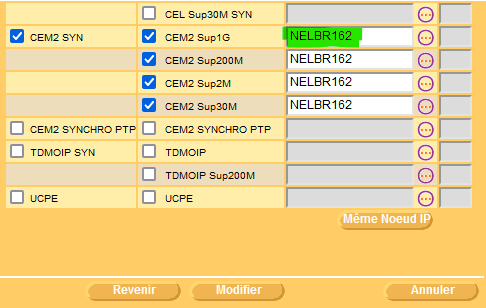 CEL Sup30M SYN
CEM2 SYN CEM2 Sup1G NELBR162
CEM2 Sup200M NELBR162
CEM2 Sup2M NELBR162
CEM2 Sup30M NELBR162
CEM2 SYNCHRO PTP CEM2 SYNCHRO PTP
TDMOIP SYN TDMOIP
TDMOIP Sup200M
UCPE UCPE
Même Noeud IP
Revenir Modifier Annuler